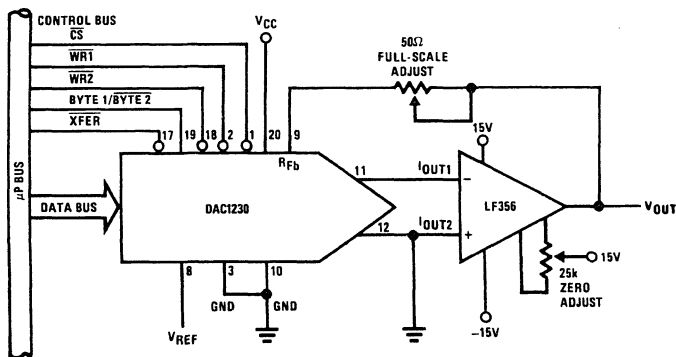 CONTROL BUS
CS
WR1
WR2
BYTE 1/BYTE 2
XFER
DATA BUS
µP BUS
VCC
50Ω
FULL-SCALE
ADJUST
17
19
18
2
1
20
9
RFb
DAC1230
11
IOUT1
12
IOUT2
8
3
10
GND
GND
VREF
15V
−
LF356
+
-15V
VOUT
15V
25k
ZERO
ADJUST